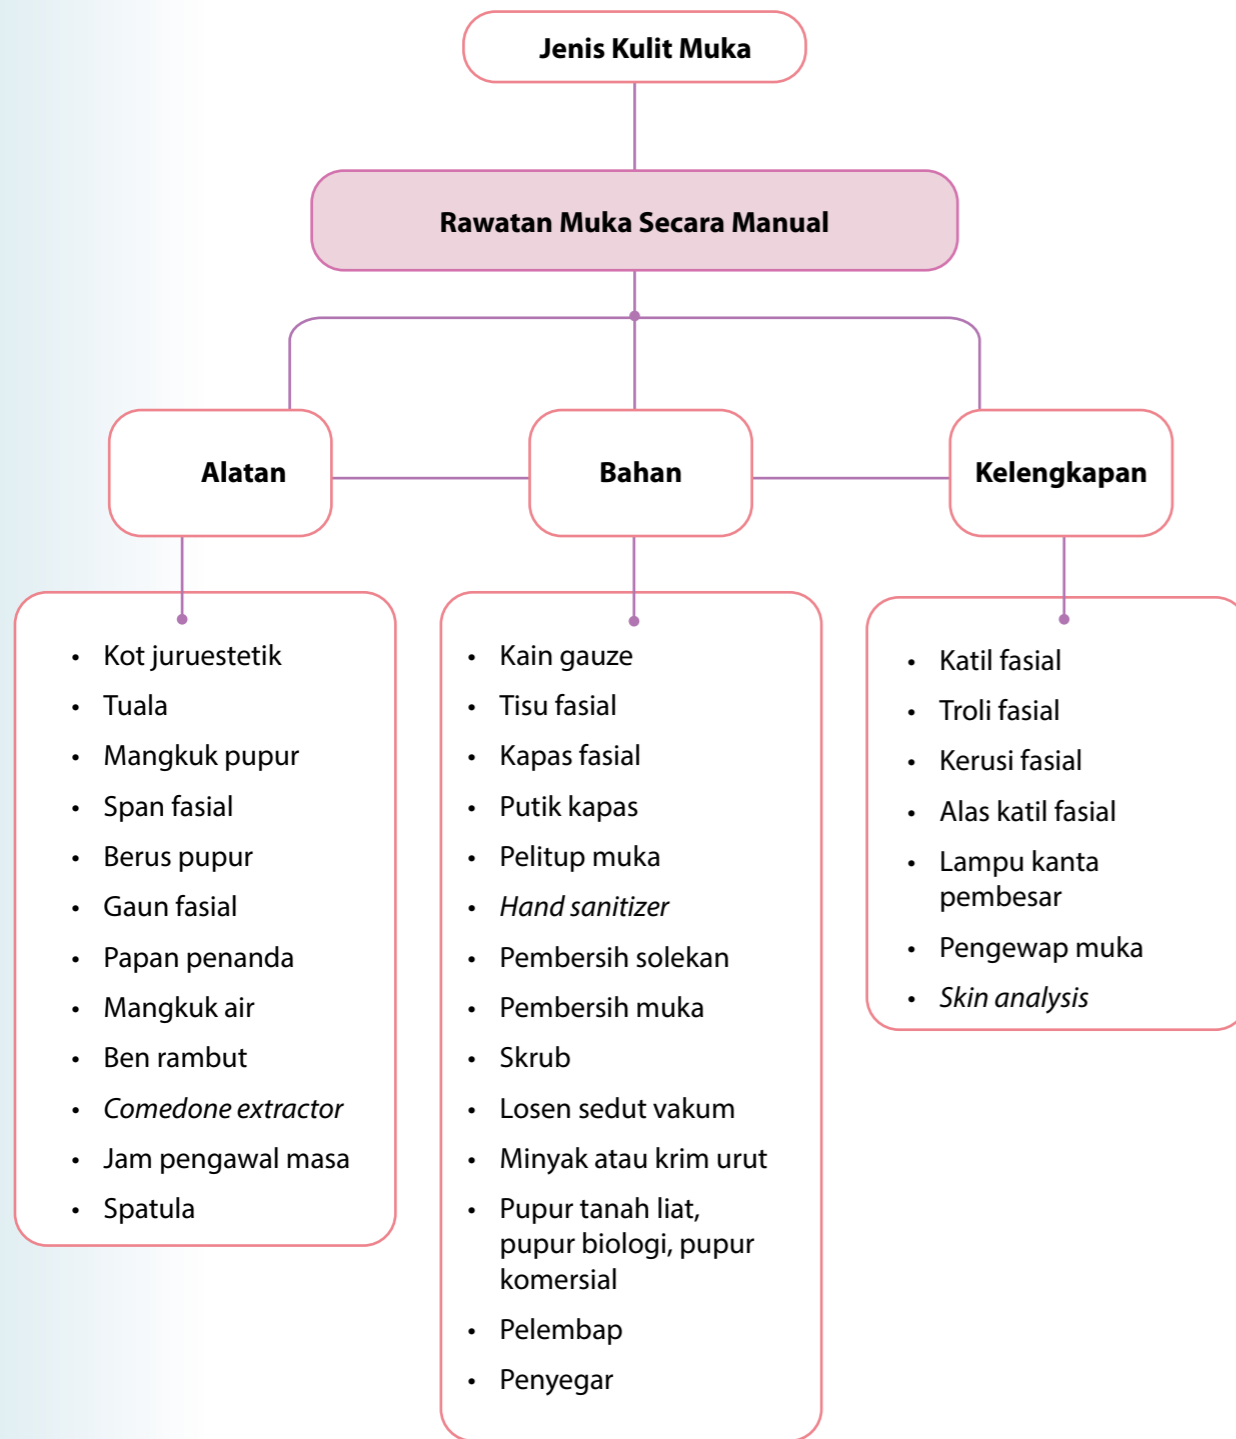 Jenis Kulit Muka
Rawatan Muka Secara Manual
Alatan
Bahan
Kelengkapan
• Kot juruestetik
• Tuala
• Mangkuk pupur
• Span fasial
• Berus pupur
• Gaun fasial
• Papan penanda
• Mangkuk air
• Ben rambut
• Comedone extractor
• Jam pengawal masa
• Spatula
• Kain gauze
• Tisu fasial
• Kapas fasial
• Putik kapas
• Pelitup muka
• Hand sanitizer
• Pembersih solekan
• Pembersih muka
• Skrub
• Losen sedut vakum
• Minyak atau krim urut
• Pupur tanah liat,
pupur biologi, pupur
komersial
• Pelembap
• Penyegar
• Katil fasial
• Troli fasial
• Kerusi fasial
• Alas katil fasial
• Lampu kanta
pembesar
• Pengewap muka
• Skin analysis